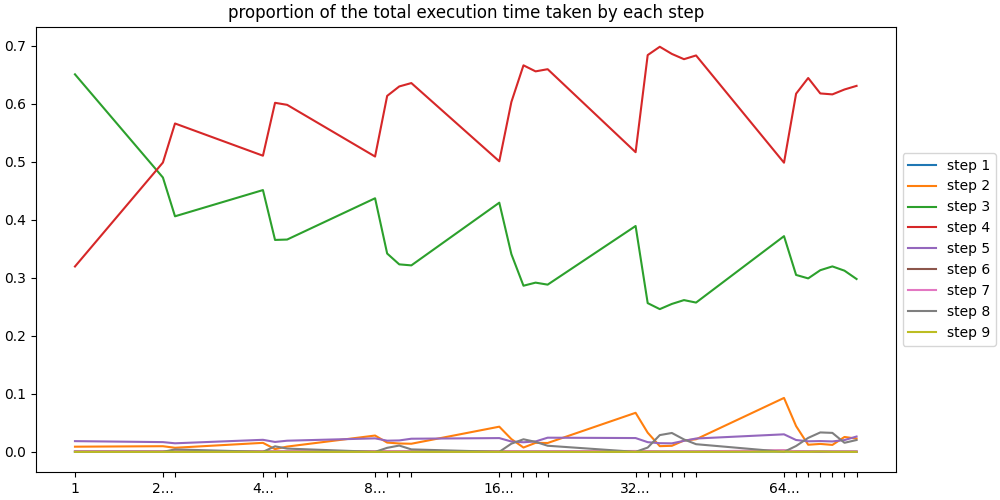 proportion of the total execution time taken by each step
0.7
0.6
0.5
0.4
0.3
0.2
0.1
0.0
1 2... 4... 8... 16... 32... 64...
step 1
step 2
step 3
step 4
step 5
step 6
step 7
step 8
step 9